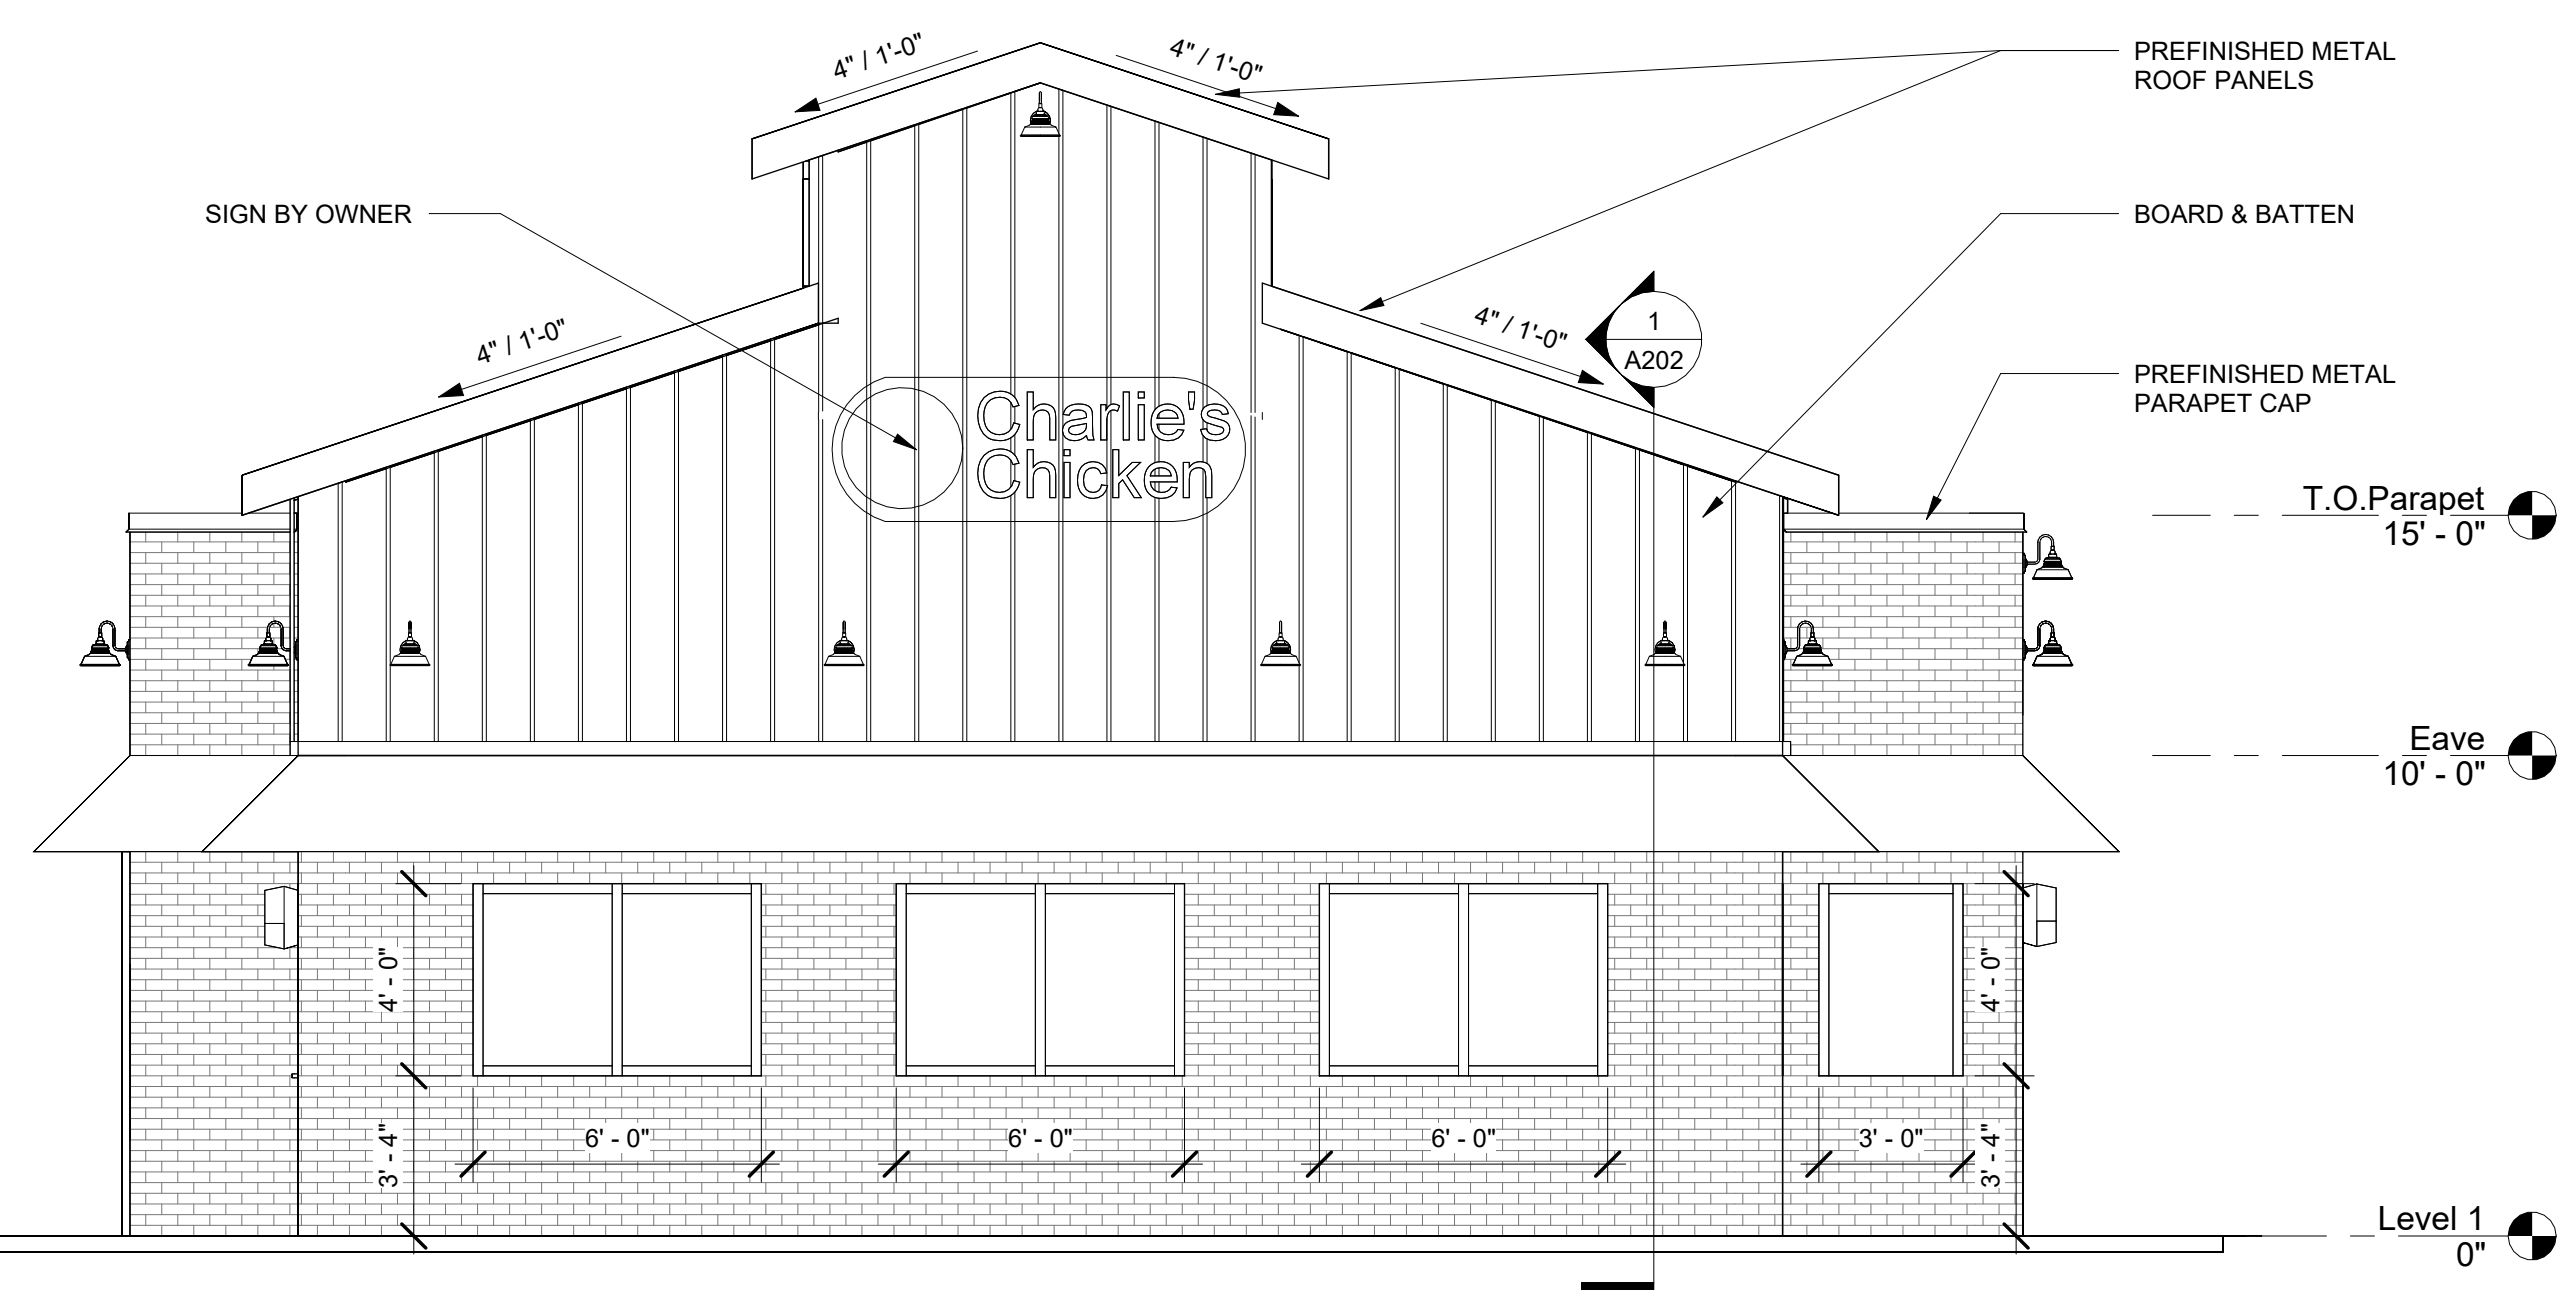 4" / 1'-0"
4" / 1'-0"
PREFINISHED METAL
ROOF PANELS
SIGN BY OWNER
BOARD & BATTEN
4" / 1'-0"
4" / 1'-0"
1
A202
PREFINISHED METAL
PARAPET CAP
Charlie's
Chicken
T.O.Parapet
15' - 0"
Eave
10' - 0"
4' - 0"
4' - 0"
3' - 4"
6' - 0"
6' - 0"
6' - 0"
3' - 0"
3' - 4"
Level 1
0"